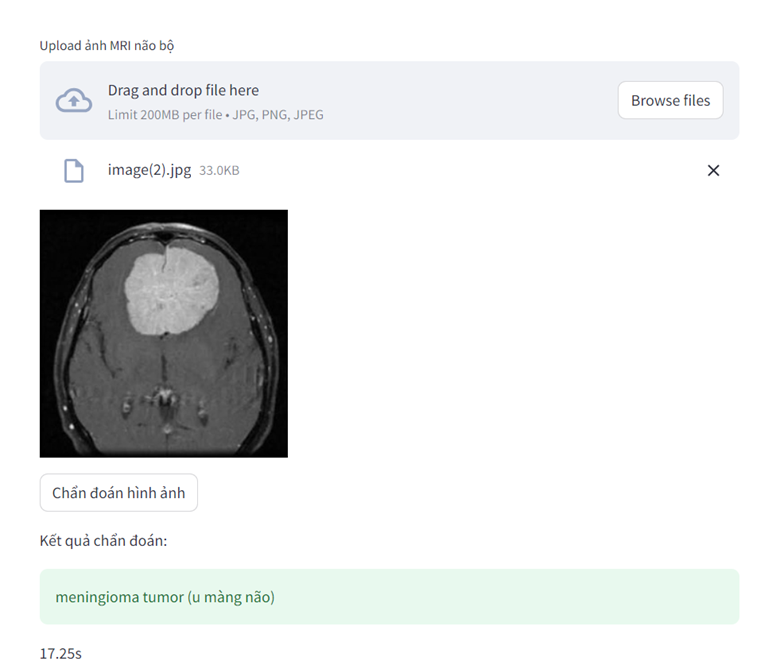 Upload ảnh MRI não bộ
Drag and drop file here
Limit 200MB per file • JPG, PNG, JPEG
Browse files
image(2).jpg 33.0KB
Chẩn đoán hình ảnh
Kết quả chẩn đoán:
meningioma tumor (u màng não)
17.25s